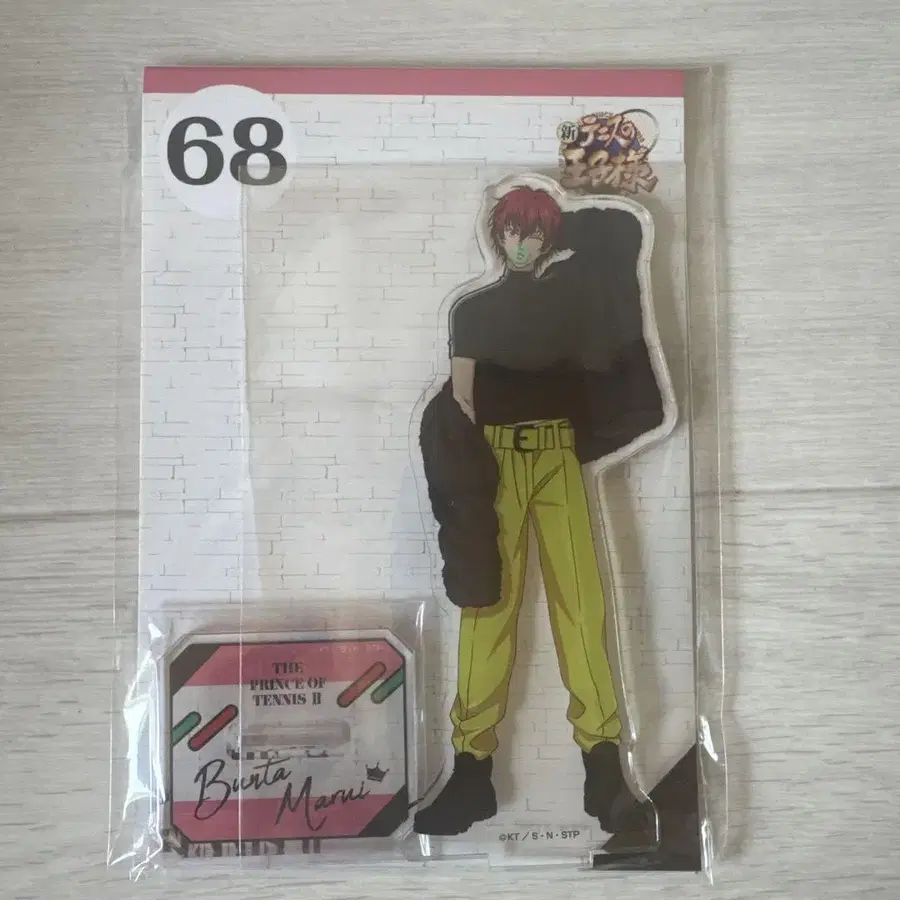 68
新テニスの
王子様
THE
PRINCE OF
TENNIS II
Bunta
Marui
©KT／S・N・STP